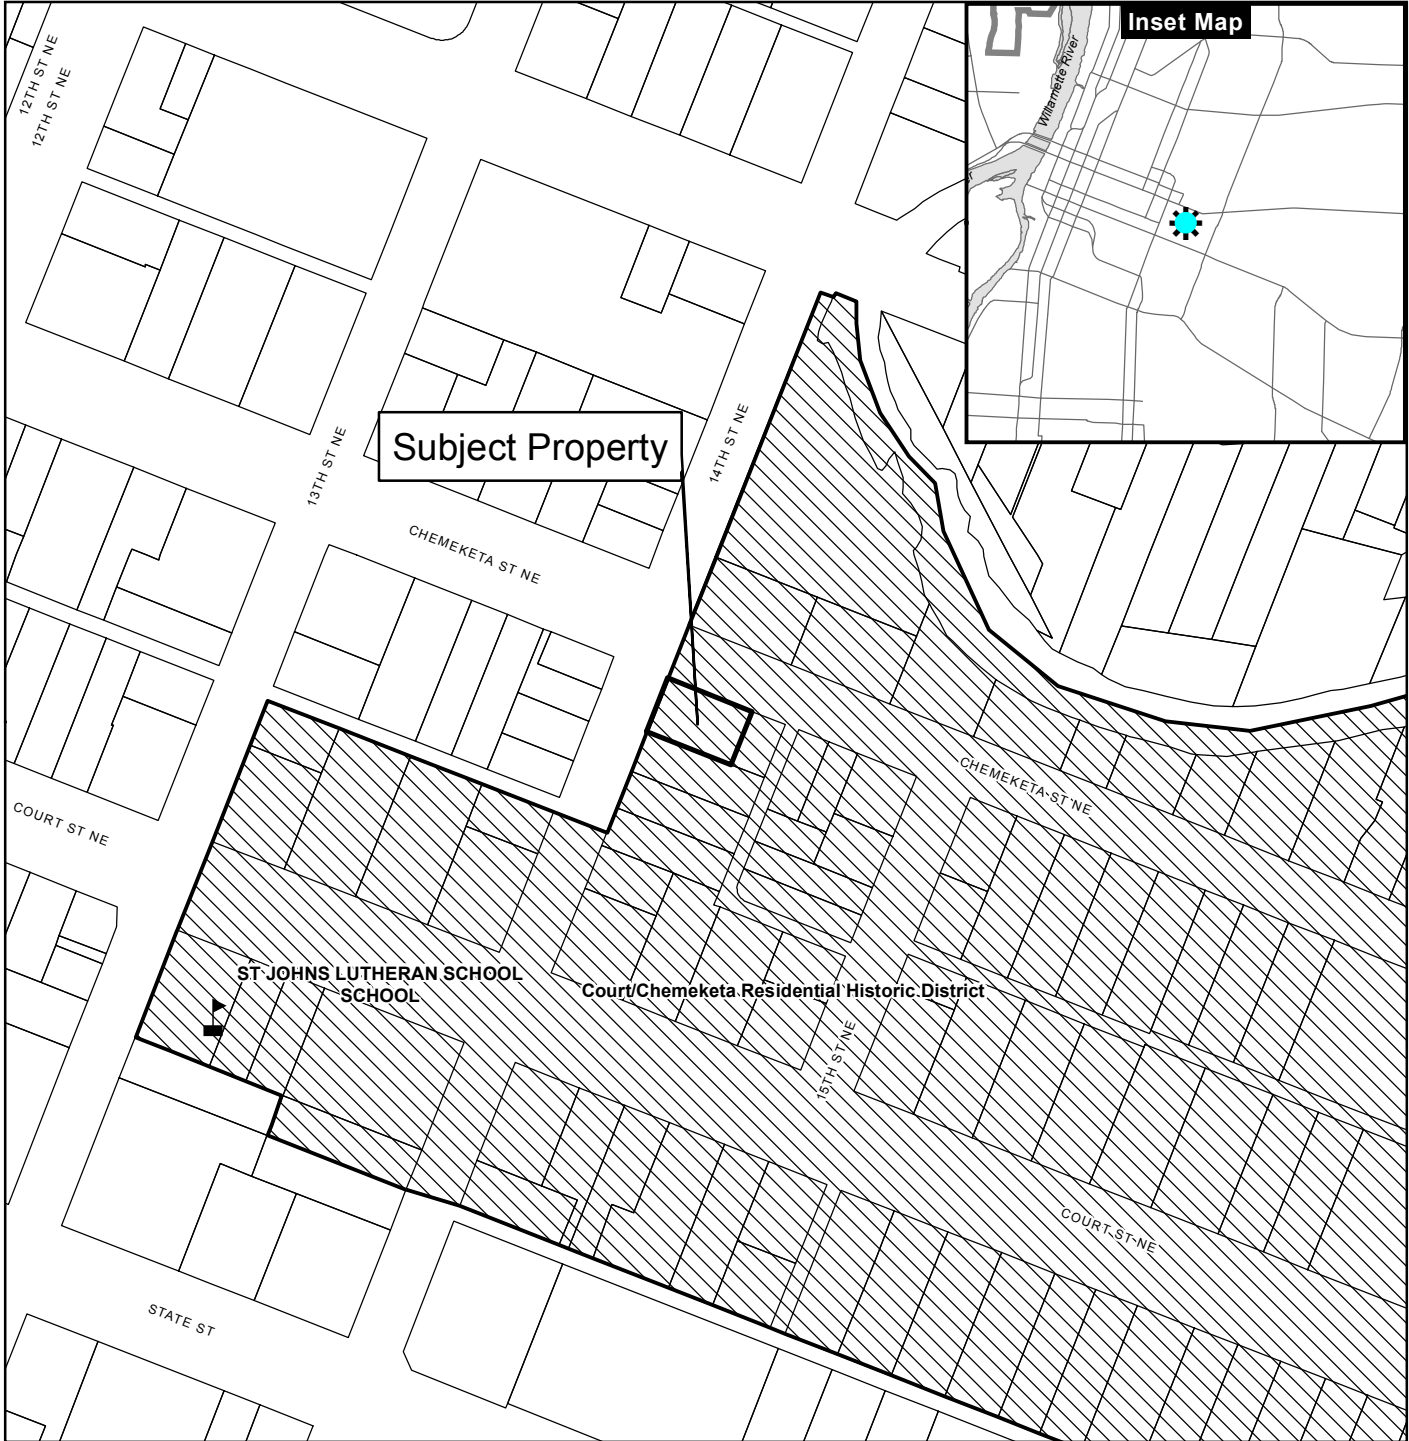 Inset Map
Willamette River
12TH ST NE
12TH ST NE
Subject Property
13TH ST NE
14TH ST NE
CHEMEKETA ST NE
CHEMEKETA ST NE
COURT ST NE
ST JOHNS LUTHERAN SCHOOL
SCHOOL
Court/Chemeketa Residential Historic District
15TH ST NE
COURT ST NE
STATE ST